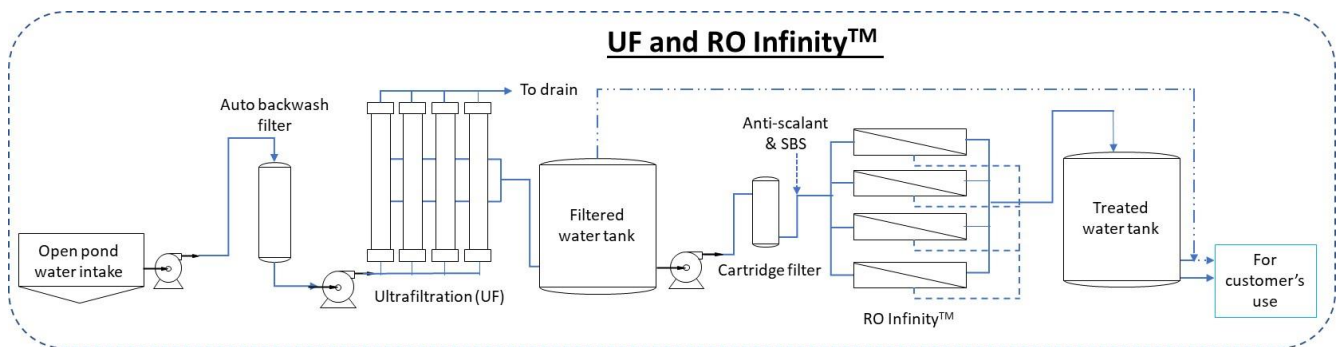 UF and RO Infinity™
To drain
Auto backwash
filter
Anti-scalant
& SBS
Open pond
water intake
Filtered
water tank
Treated
water tank
For
customer's
use
Cartridge filter
Ultrafiltration (UF)
RO Infinity™